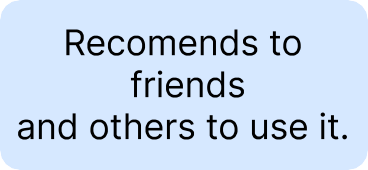 Recomends to
friends
and others to use it.